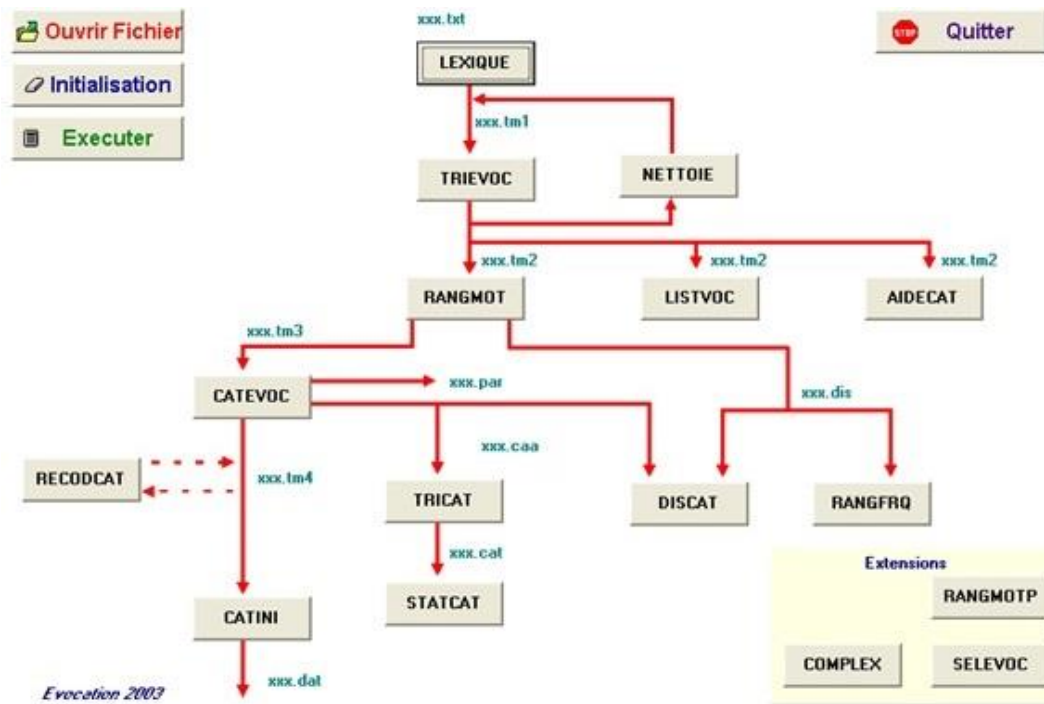 xxx.txt
Ouvrir Fichier
STOP Quitter
LEXIQUE
Initialisation
xxx.tm1
Executer
TRIEVOC
NETTOIE
xxx.tm2
xxx.tm2
xxx.tm2
RANGMOT
LISTVOC
AIDECAT
xxx.tm3
CATEVOC
xxx.par
xxx.dis
xxx.caa
RECODCAT
xxx.tm4
TRICAT
DISCAT
RANGFRQ
xxx.cat
Extensions
STATCAT
RANGMOTP
CATINI
COMPLEX
SELEVOC
xxx.dat
Evocation 2003